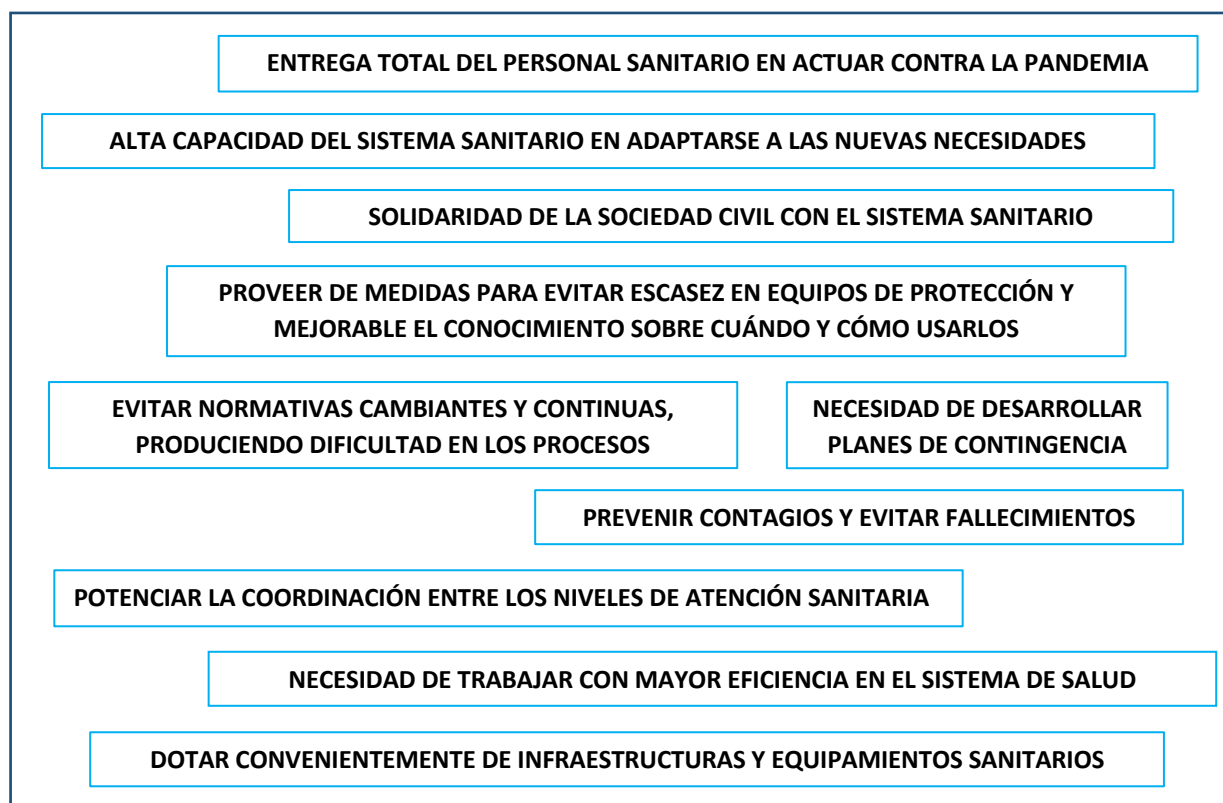 ENTREGA TOTAL DEL PERSONAL SANITARIO EN ACTUAR CONTRA LA PANDEMIA
ALTA CAPACIDAD DEL SISTEMA SANITARIO EN ADAPTARSE A LAS NUEVAS NECESIDADES
SOLIDARIDAD DE LA SOCIEDAD CIVIL CON EL SISTEMA SANITARIO
PROVEER DE MEDIDAS PARA EVITAR ESCASEZ EN EQUIPOS DE PROTECCIÓN Y
MEJORABLE EL CONOCIMIENTO SOBRE CUÁNDO Y CÓMO USARLOS
EVITAR NORMATIVAS CAMBIANTES Y CONTINUAS,
PRODUCIENDO DIFICULTAD EN LOS PROCESOS
NECESIDAD DE DESARROLLAR
PLANES DE CONTINGENCIA
PREVENIR CONTAGIOS Y EVITAR FALLECIMIENTOS
POTENCIAR LA COORDINACIÓN ENTRE LOS NIVELES DE ATENCIÓN SANITARIA
NECESIDAD DE TRABAJAR CON MAYOR EFICIENCIA EN EL SISTEMA DE SALUD
DOTAR CONVENIENTEMENTE DE INFRAESTRUCTURAS Y EQUIPAMIENTOS SANITARIOS